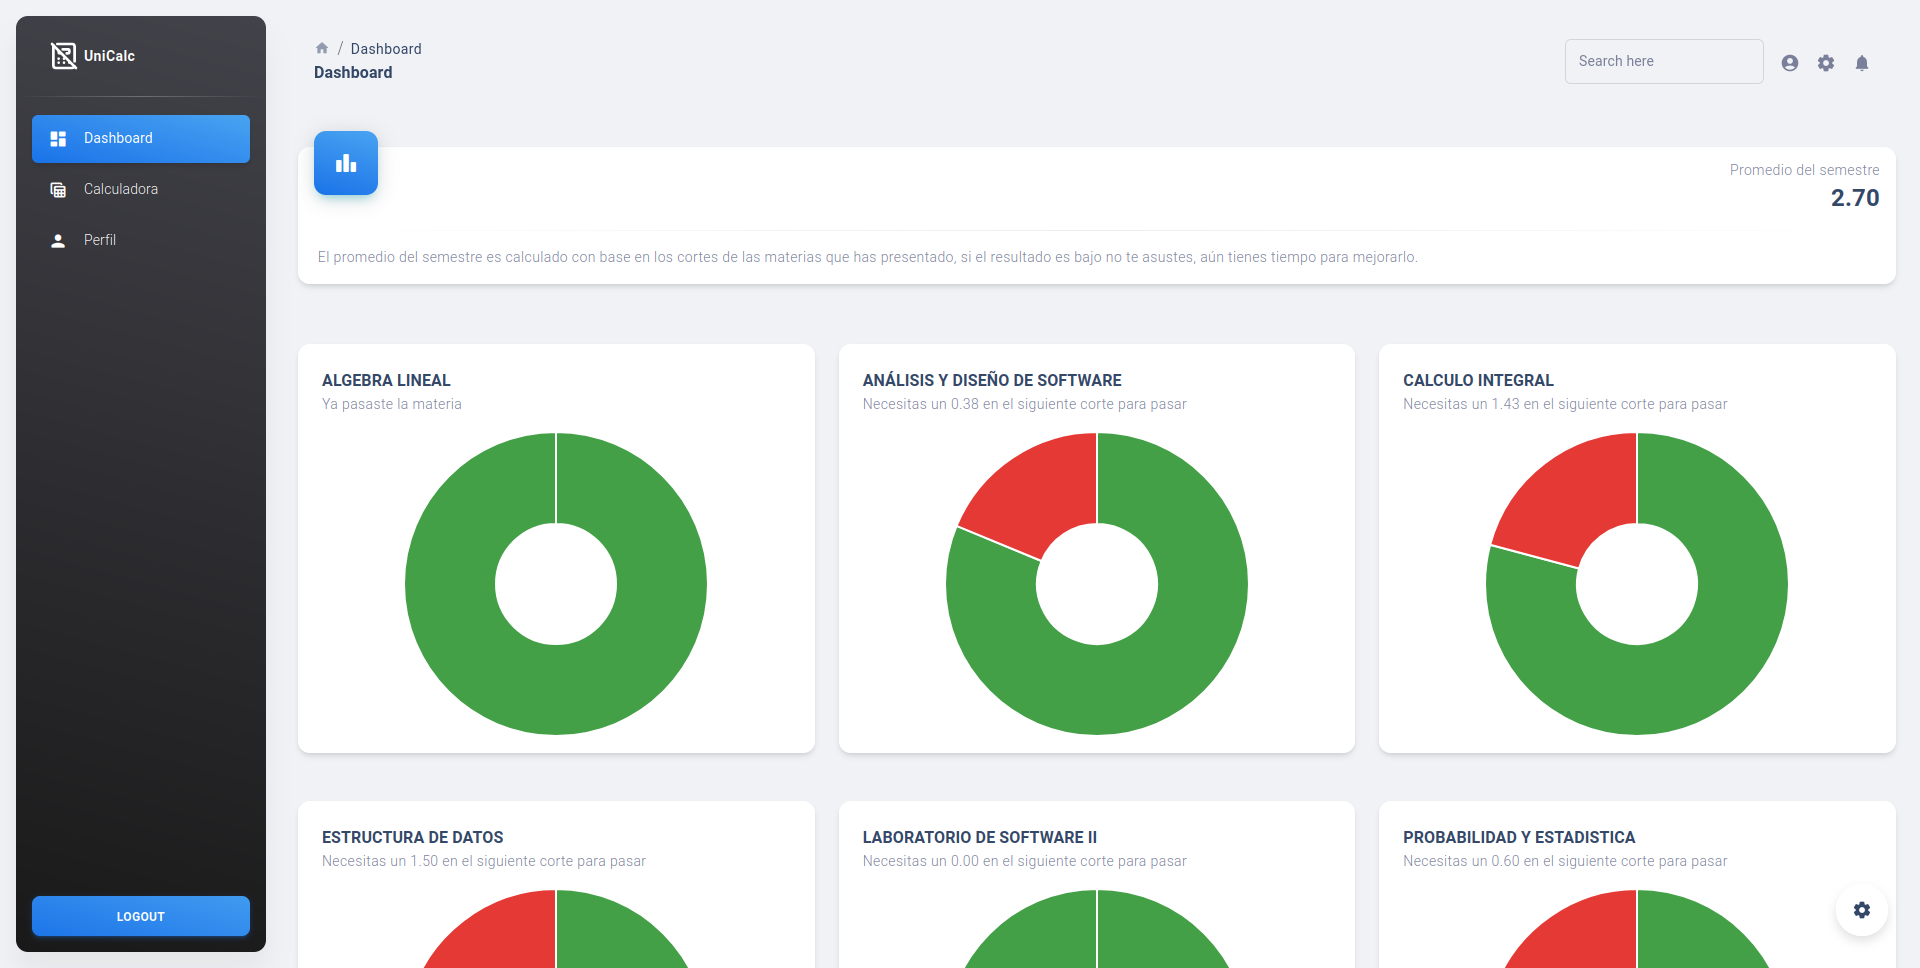 UniCalc
Dashboard
Calculadora
Perfil
LOGOUT
/ Dashboard
Dashboard
Search here
Promedio del semestre
2.70
El promedio del semestre es calculado con base en los cortes de las materias que has presentado, si el resultado es bajo no te asustes, aún tienes tiempo para mejorarlo.
ALGEBRA LINEAL
Ya pasaste la materia
ANÁLISIS Y DISEÑO DE SOFTWARE
Necesitas un 0.38 en el siguiente corte para pasar
CALCULO INTEGRAL
Necesitas un 1.43 en el siguiente corte para pasar
ESTRUCTURA DE DATOS
Necesitas un 1.50 en el siguiente corte para pasar
LABORATORIO DE SOFTWARE II
Necesitas un 0.00 en el siguiente corte para pasar
PROBABILIDAD Y ESTADISTICA
Necesitas un 0.60 en el siguiente corte para pasar